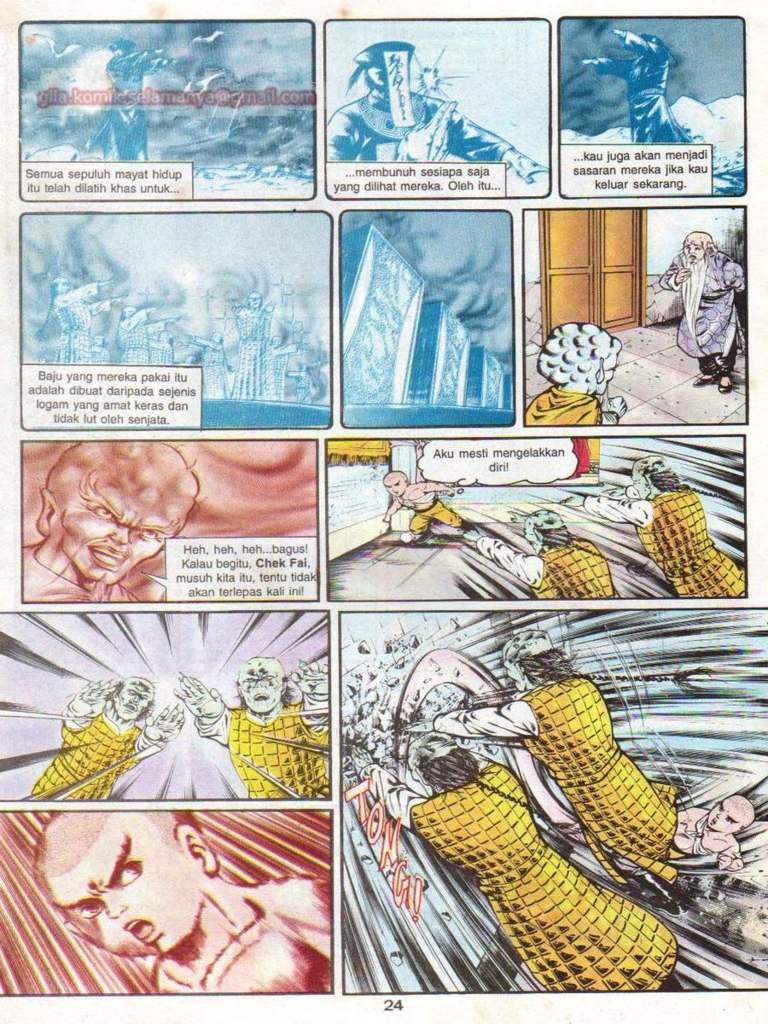 gila.komikselamanya@gmail.com
Semua sepuluh mayat hidup
itu telah dilatih khas untuk...
...membunuh sesiapa saja
yang dilihat mereka. Oleh itu...
...kau juga akan menjadi
sasaran mereka jika kau
keluar sekarang.
Baju yang mereka pakai itu
adalah dibuat daripada sejenis
logam yang amat keras dan
tidak lut oleh senjata.
Heh, heh, heh...bagus!
Kalau begitu, Chek Fai,
musuh kita itu, tentu tidak
akan terlepas kali ini!
Aku mesti mengelakkan
diri!
TONG!!
24